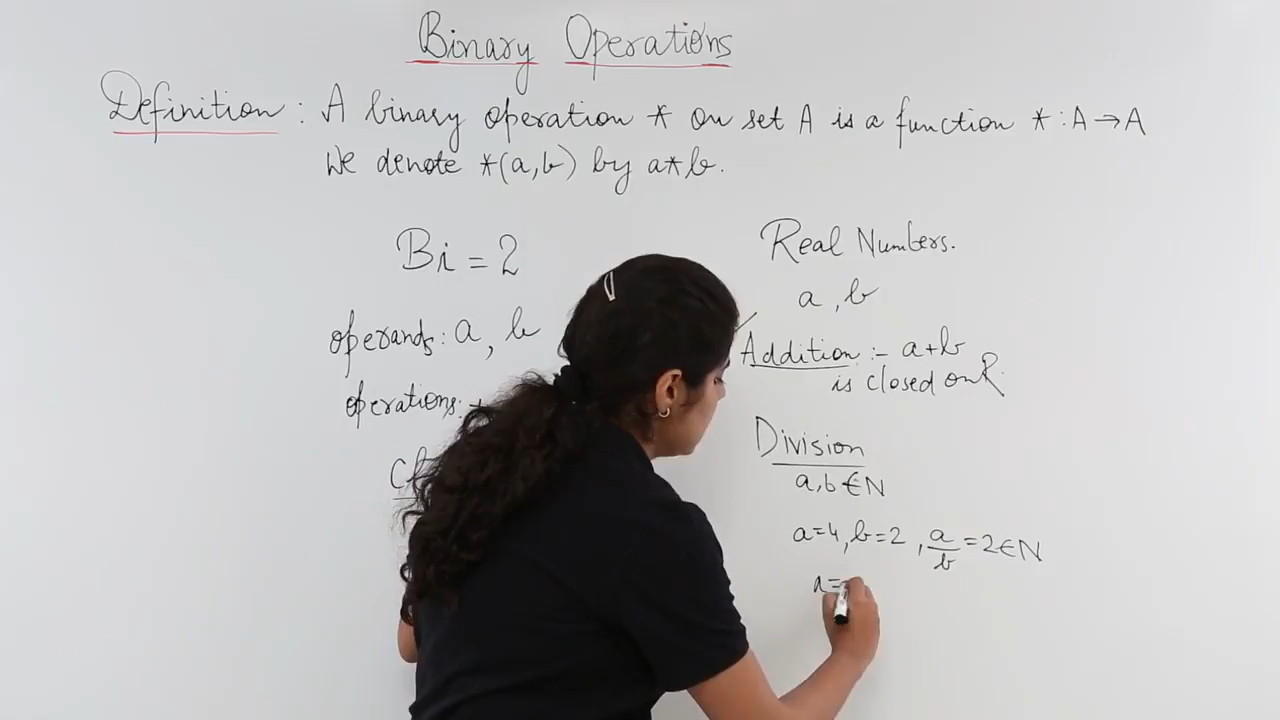 Binary Operations
Definition : A binary operation * on set A is a function * : A → A
We denote *(a,b) by a*b.
Bi = 2
operands: a, b
operations:
Real Numbers.
a, b
Addition :- a+b
is closed on R.
Division
a,b ∈ N
a=4, b=2, a/b = 2 ∈ N
a=